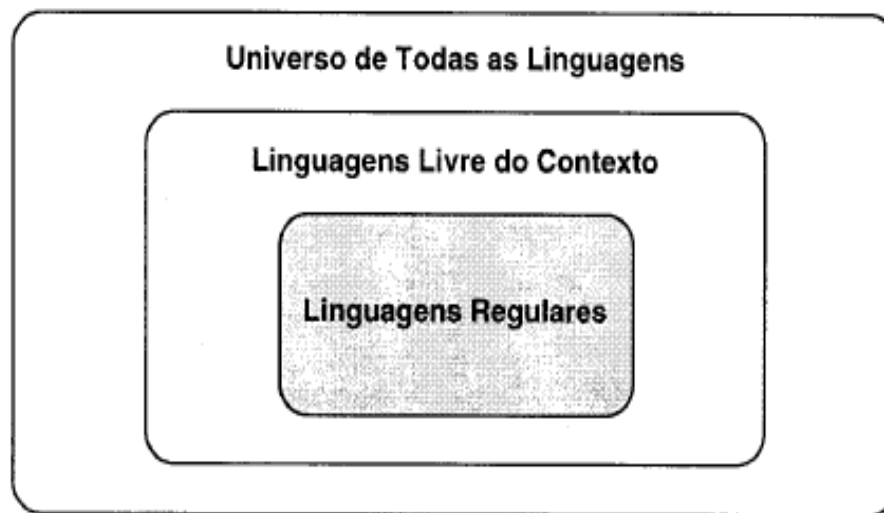 Universo de Todas as Linguagens
Linguagens Livre do Contexto
Linguagens Regulares